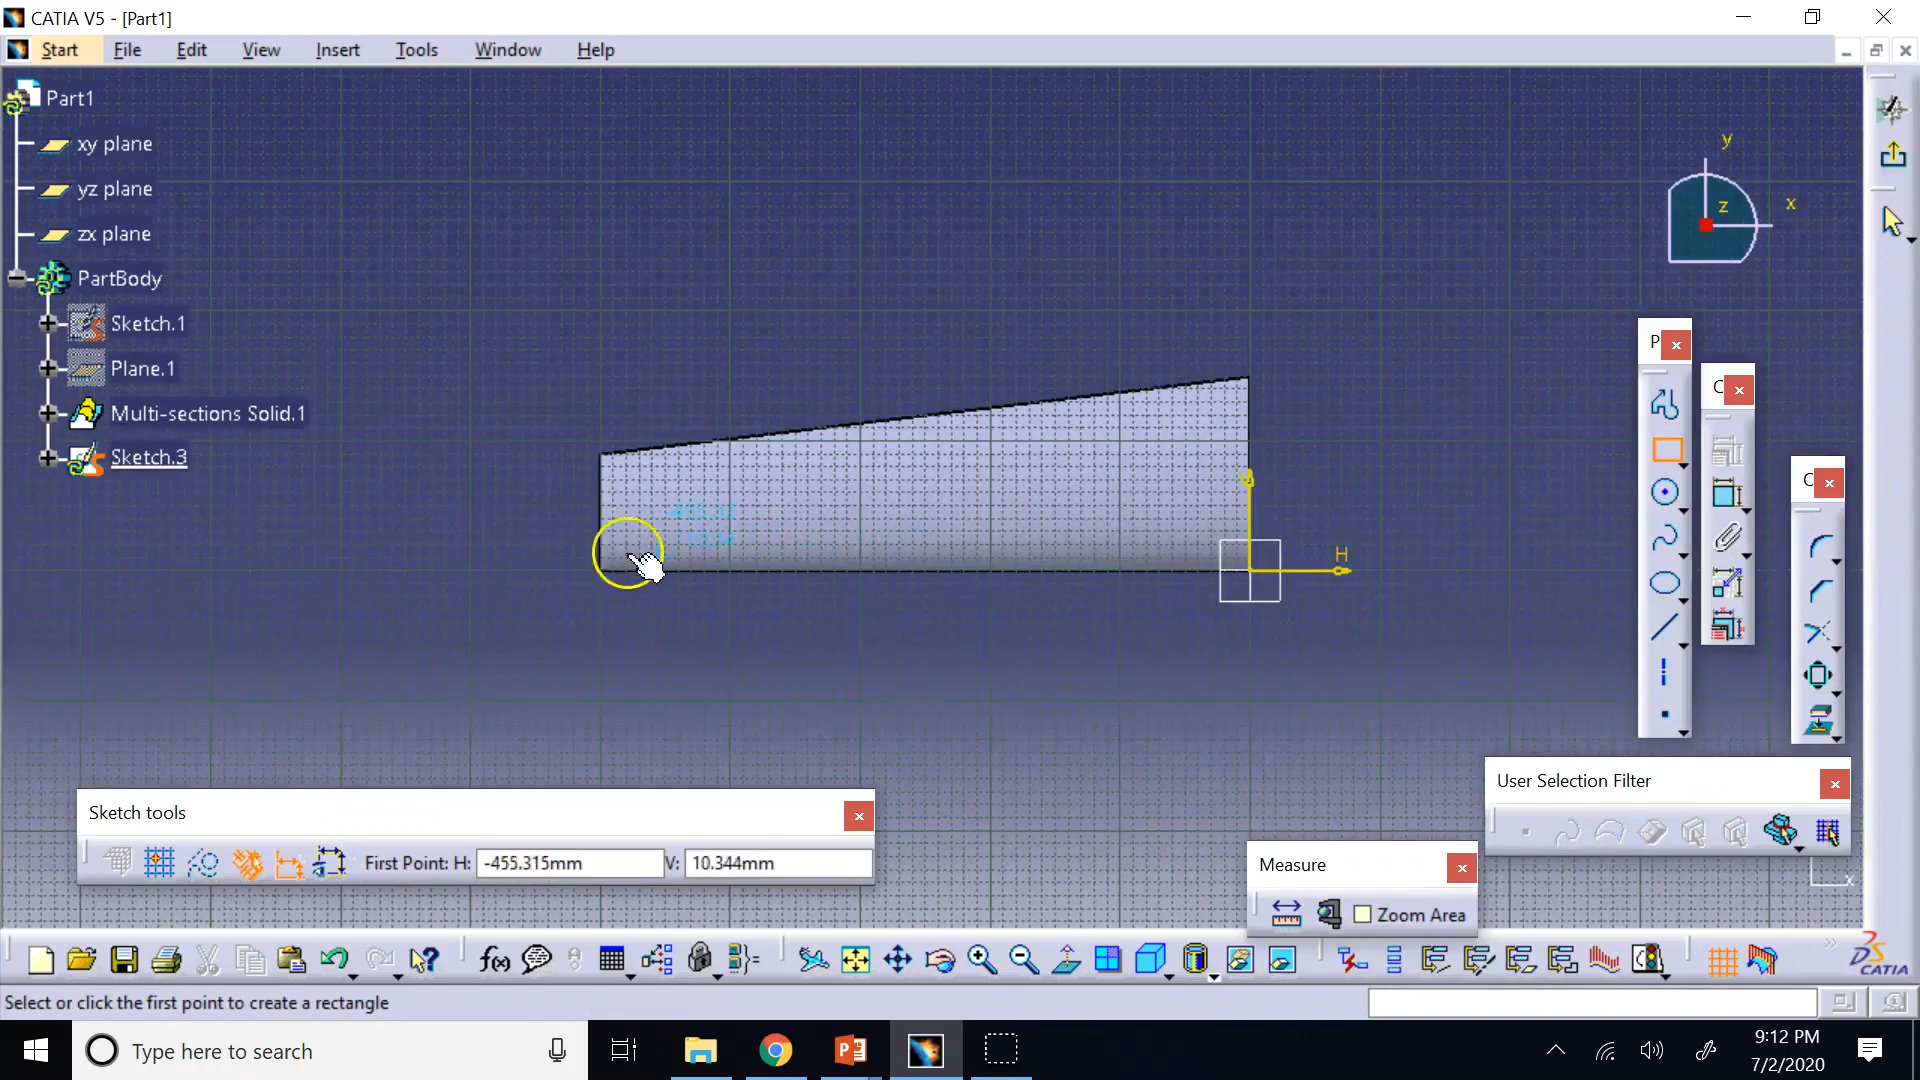 CATIA V5 - [Part1]
Start File Edit View Insert Tools Window Help
Part1
xy plane
yz plane
zx plane
PartBody
Sketch.1
Plane.1
Multi-sections Solid.1
Sketch.3
y
x
z
P
C
C
V
H
User Selection Filter
Sketch tools
First Point: H: -455.315mm V: 10.344mm
Measure
Zoom Area
x
f(x)
CATIA
Select or click the first point to create a rectangle
Type here to search
9:12 PM
7/2/2020